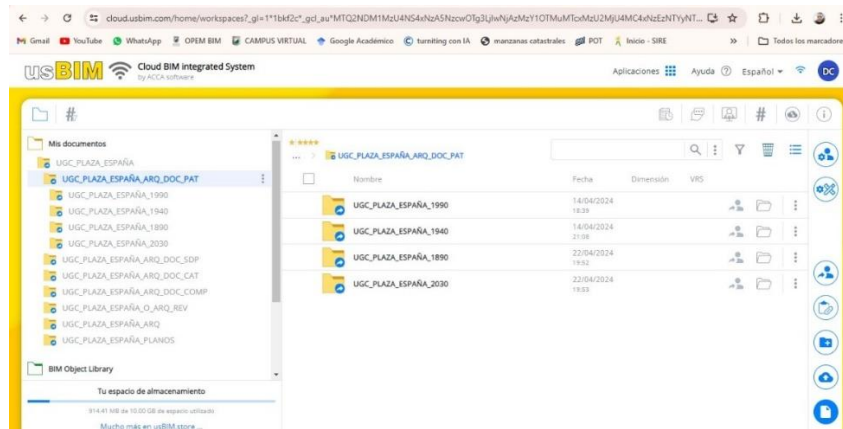 cloud.usbim.com/home/workspaces?_gl=1*1bkf2c*_gcl_au*MTQ2NDM1MzU4NS4xNzA5NzcwOTg3LjIwNjAzMzY1OTMuMTcxMzU2MjU4MC4xNzEzNTYyNT...
Gmail YouTube WhatsApp OPEM BIM CAMPUS VIRTUAL Google Académico turniting con IA manzanas catastrales POT Inicio - SIRE » Todos los marcadore
usBIM Cloud BIM integrated System
by ACCA software
Aplicaciones Ayuda Español DC
Mis documentos
UGC_PLAZA_ESPAÑA
UGC_PLAZA_ESPAÑA_ARQ_DOC_PAT
UGC_PLAZA_ESPAÑA_1990
UGC_PLAZA_ESPAÑA_1940
UGC_PLAZA_ESPAÑA_1890
UGC_PLAZA_ESPAÑA_2030
UGC_PLAZA_ESPAÑA_ARQ_DOC_SDP
UGC_PLAZA_ESPAÑA_ARQ_DOC_CAT
UGC_PLAZA_ESPAÑA_ARQ_DOC_COMP
UGC_PLAZA_ESPAÑA_O_ARQ_REV
UGC_PLAZA_ESPAÑA_ARQ
UGC_PLAZA_ESPAÑA_PLANOS
BIM Object Library
Tu espacio de almacenamiento
914.41 MB de 10.00 GB de espacio utilizado
Mucho más en usBIM.store ...
... > UGC_PLAZA_ESPAÑA_ARQ_DOC_PAT
Nombre Fecha Dimensión VRS
UGC_PLAZA_ESPAÑA_1990 14/04/2024
18:39
UGC_PLAZA_ESPAÑA_1940 14/04/2024
21:08
UGC_PLAZA_ESPAÑA_1890 22/04/2024
19:52
UGC_PLAZA_ESPAÑA_2030 22/04/2024
19:53